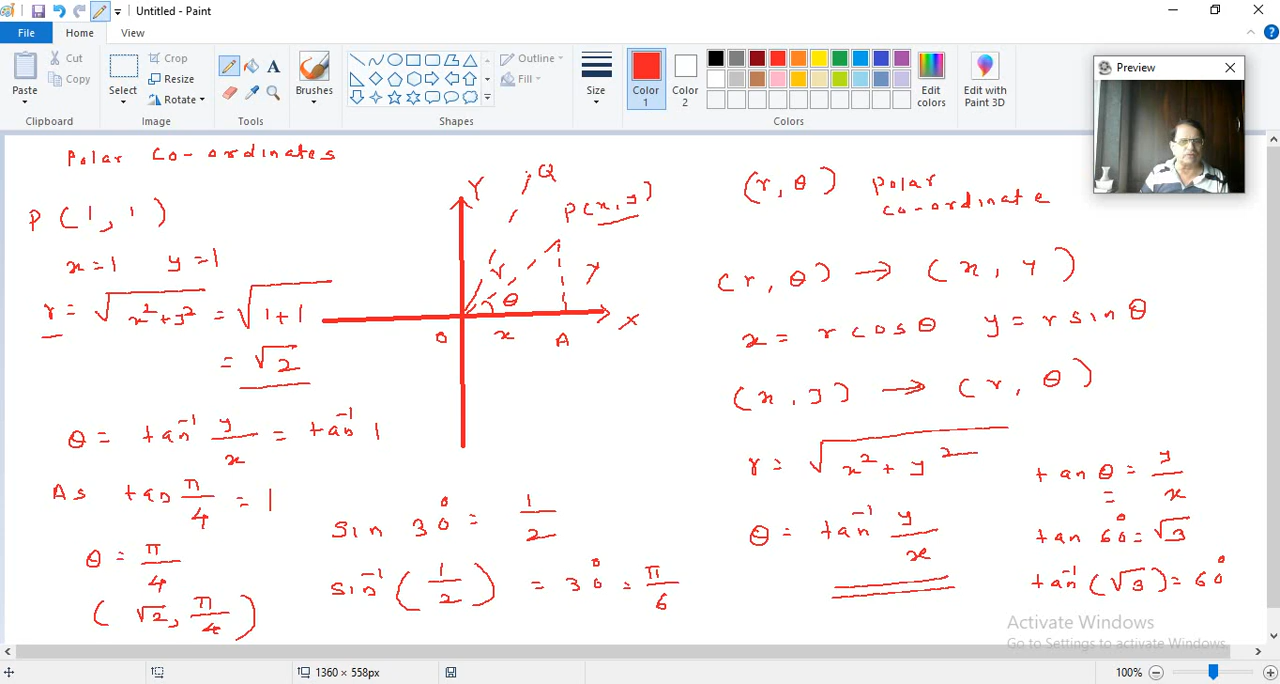 Untitled - Paint
File Home View
Paste
Cut
Copy
Clipboard
Select
Crop
Resize
Rotate
Image
A
Tools
Brushes
Outline
Fill
Shapes
Size
Color 1
Color 2
Edit colors
Edit with Paint 3D
Colors
Preview
Polar Co-ordinates
P (1, 1)
x = 1 y = 1
r = √(x² + y²) = √(1+1)
= √2
θ = tan⁻¹ y/x = tan⁻¹ 1
As tan π/4 = 1
θ = π/4
(√2, π/4)
Y
Q
P(x, y)
r
y
θ
O x A X
sin 30° = 1/2
sin⁻¹ (1/2) = 30° = π/6
(r, θ) polar
co-ordinate
(r, θ) → (x, y)
x = r cos θ y = r sin θ
(x, y) → (r, θ)
r = √(x² + y²)
θ = tan⁻¹ y/x
tan θ = y/x
tan 60° = √3
tan⁻¹ (√3) = 60°
Activate Windows
Go to Settings to activate Windows.
1360 × 558px
100%